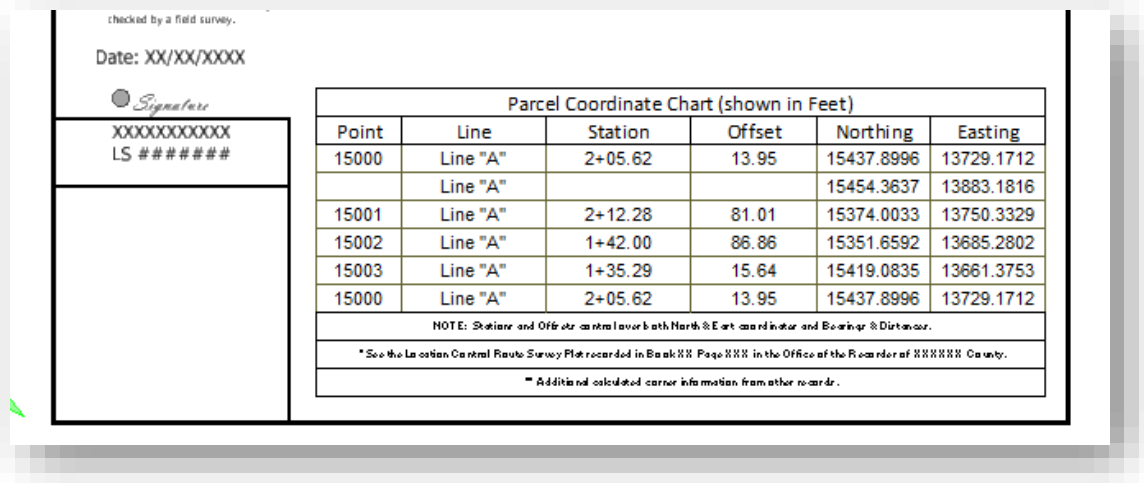 checked by a field survey.
Date: XX/XX/XXXX
Signature
XXXXXXXXXXX
LS #######
Parcel Coordinate Chart (shown in Feet)
Point Line Station Offset Northing Easting
15000 Line "A" 2+05.62 13.95 15437.8996 13729.1712
Line "A" 15454.3637 13883.1816
15001 Line "A" 2+12.28 81.01 15374.0033 13750.3329
15002 Line "A" 1+42.00 86.86 15351.6592 13685.2802
15003 Line "A" 1+35.29 15.64 15419.0835 13661.3753
15000 Line "A" 2+05.62 13.95 15437.8996 13729.1712
NOTE: Stations and Offsets control over both North & East coordinates and Bearings & Distances.
* See the Location Control Route Survey Plat recorded in Book XX Page XXX in the Office of the Recorder of XXXXXX County.
** Additional calculated corner information from other records.